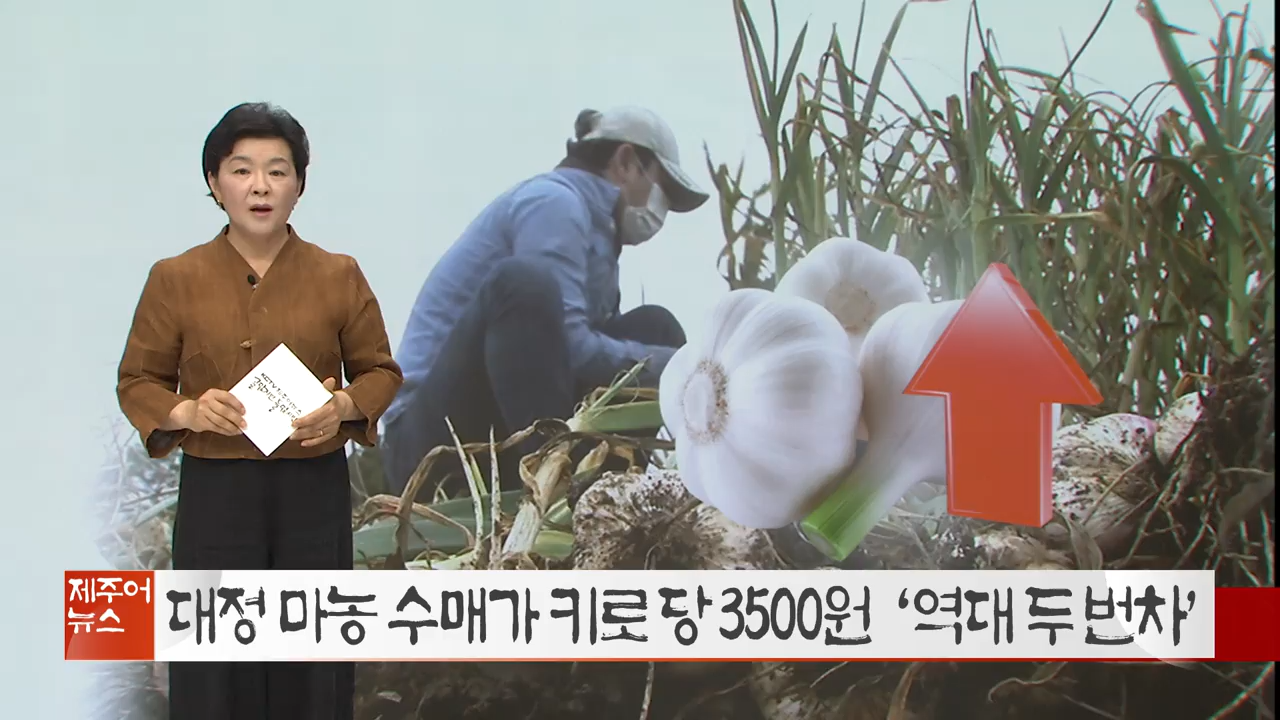 제주어
뉴스
대정 마농 수매가 키로 당 3500원 ‘역대 두 번차’